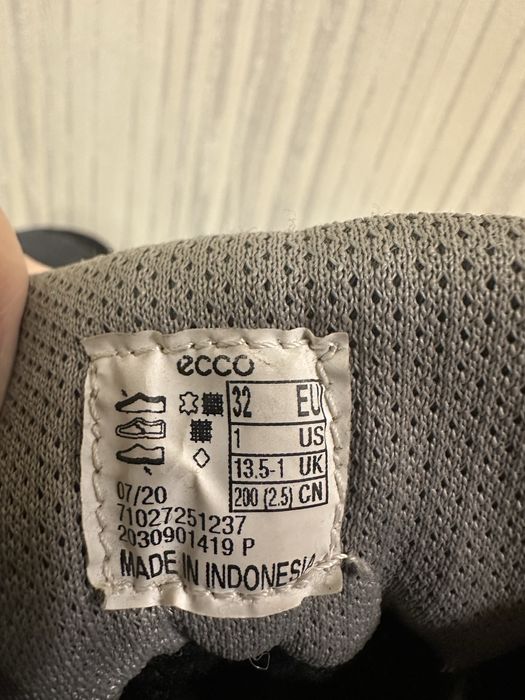 ecco
32 EU
1 US
13.5-1 UK
200 (2.5) CN
07/20
71027251237
2030901419 P
MADE IN INDONESIA